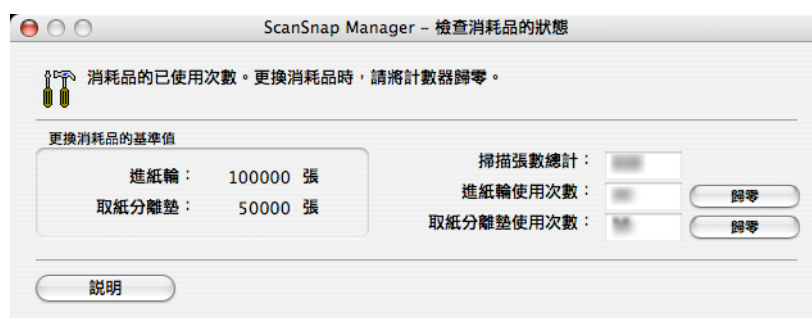 ScanSnap Manager – 檢查消耗品的狀態
消耗品的已使用次數。更換消耗品時，請將計數器歸零。
更換消耗品的基準值
進紙輪： 100000 張
取紙分離墊： 50000 張
掃描張數總計：
進紙輪使用次數： 歸零
取紙分離墊使用次數： 歸零
説明